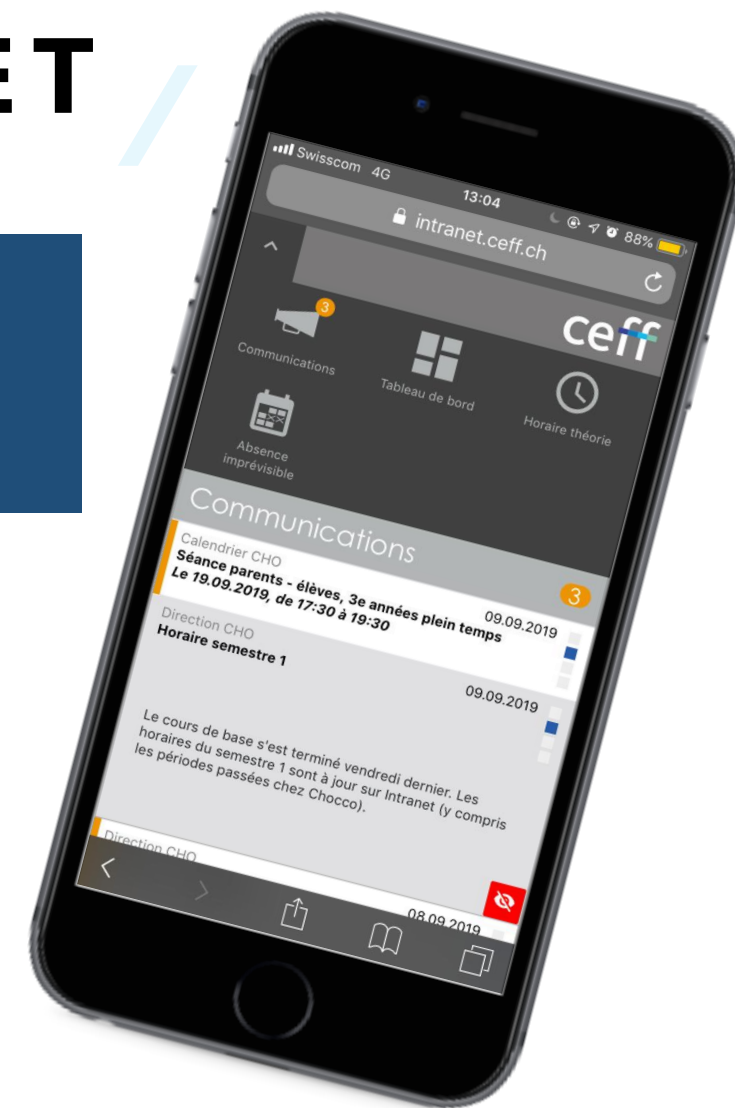 ET
Swisscom 4G 13:04 88%
intranet.ceff.ch
ceff
3
Communications
Tableau de bord
Horaire théorie
Absence
imprévisible
Communications
3
Calendrier CHO 09.09.2019
Séance parents - élèves, 3e années plein temps
Le 19.09.2019, de 17:30 à 19:30
Direction CHO 09.09.2019
Horaire semestre 1
Le cours de base s'est terminé vendredi dernier. Les
horaires du semestre 1 sont à jour sur Intranet (y compris
les périodes passées chez Chocco).
Direction CHO 08.09.2019